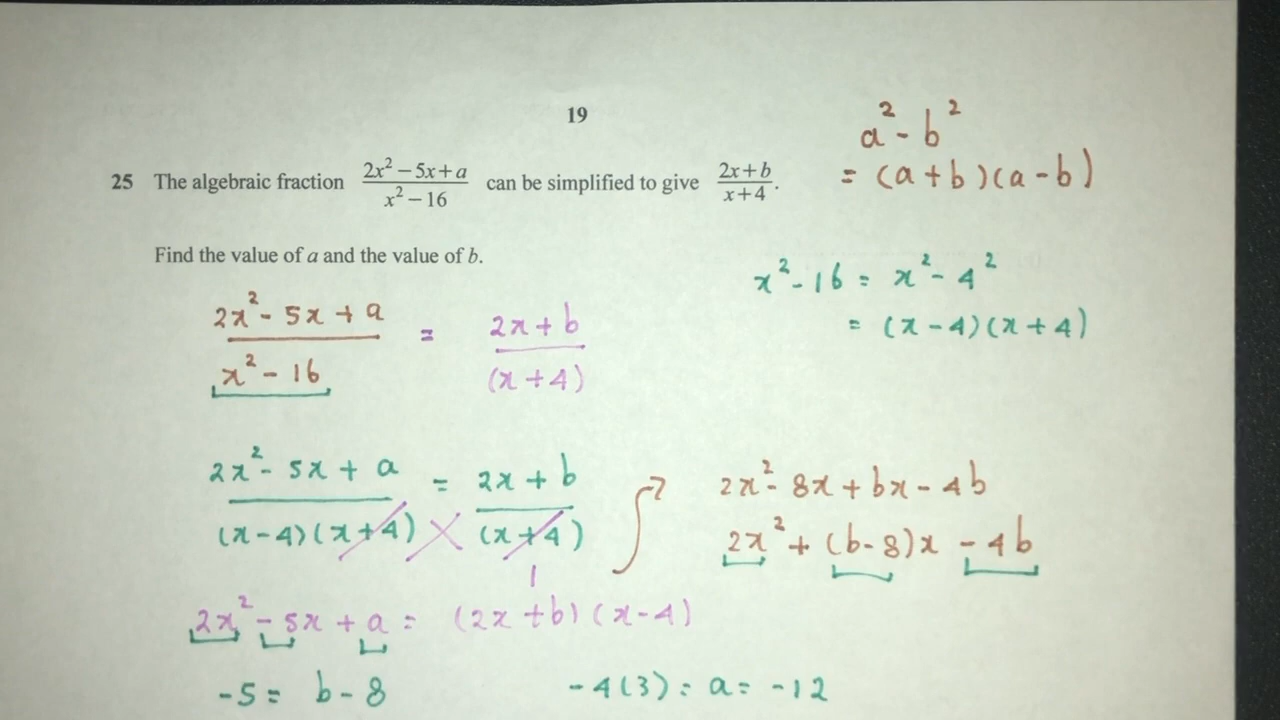 19
a² - b²
= (a+b)(a-b)
25 The algebraic fraction (2x² − 5x + a)/(x² − 16) can be simplified to give (2x + b)/(x + 4).
Find the value of a and the value of b.
x² - 16 = x² - 4²
= (x - 4)(x + 4)
(2x² - 5x + a)/(x² - 16) = (2x + b)/(x + 4)
(2x² - 5x + a)/((x - 4)(x + 4)) = (2x + b)/(x + 4)
1
2x² - 8x + bx - 4b
2x² + (b - 8)x - 4b
2x² - 5x + a = (2x + b)(x - 4)
-5 = b - 8
-4(3) = a = -12